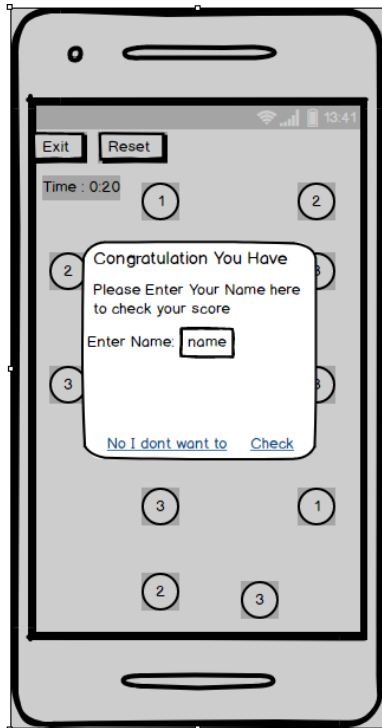 13:41
Exit Reset
Time : 0:20
1 2
2 Congratulation You Have 3
Please Enter Your Name here
to check your score
Enter Name: name
3 3
No I dont want to Check
3 1
2 3